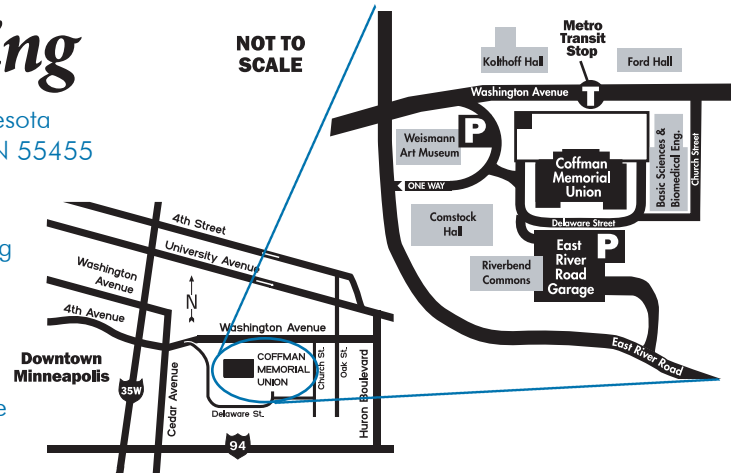 ing
esota
N 55455
g
e
NOT TO
SCALE
Metro
Transit
Stop
Kolthoff Hall
Ford Hall
Washington Avenue
T
P
Weismann
Art Museum
ONE WAY
Coffman
Memorial
Union
Basic Sciences &
Biomedical Eng.
Church Street
Comstock
Hall
Delaware Street
P
East
River
Road
Garage
Riverbend
Commons
East River Road
4th Street
University Avenue
Washington
Avenue
4th Avenue
N
Washington Avenue
Downtown
Minneapolis
COFFMAN
MEMORIAL
UNION
Church St.
Oak St.
Huron Boulevard
35W
Cedar Avenue
Delaware St.
94